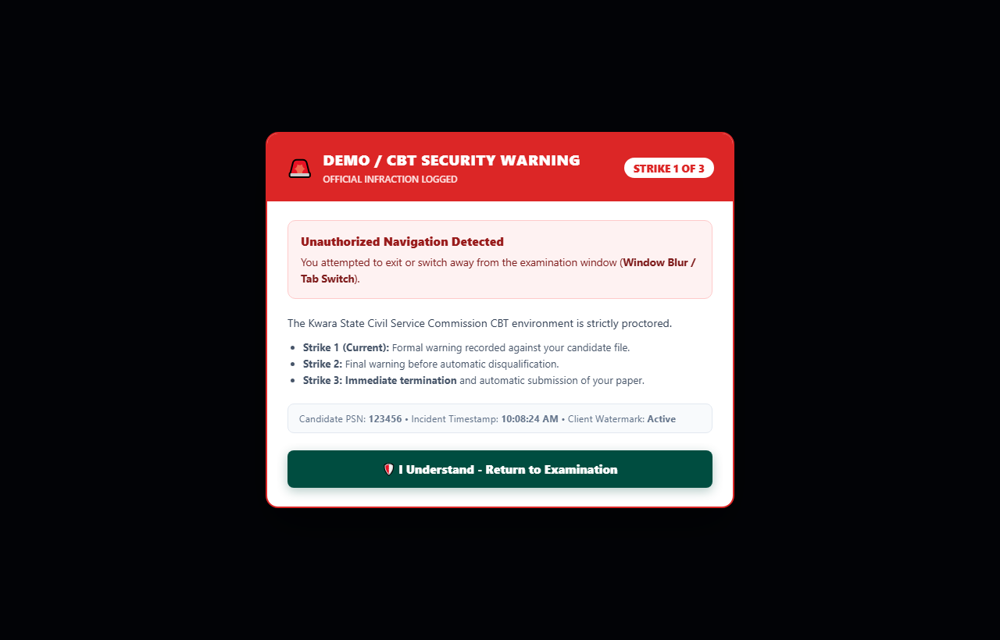 DEMO / CBT SECURITY WARNING
OFFICIAL INFRACTION LOGGED
STRIKE 1 OF 3
Unauthorized Navigation Detected
You attempted to exit or switch away from the examination window (Window Blur /
Tab Switch).
The Kwara State Civil Service Commission CBT environment is strictly proctored.
• Strike 1 (Current): Formal warning recorded against your candidate file.
• Strike 2: Final warning before automatic disqualification.
• Strike 3: Immediate termination and automatic submission of your paper.
Candidate PSN: 123456 • Incident Timestamp: 10:08:24 AM • Client Watermark: Active
I Understand - Return to Examination